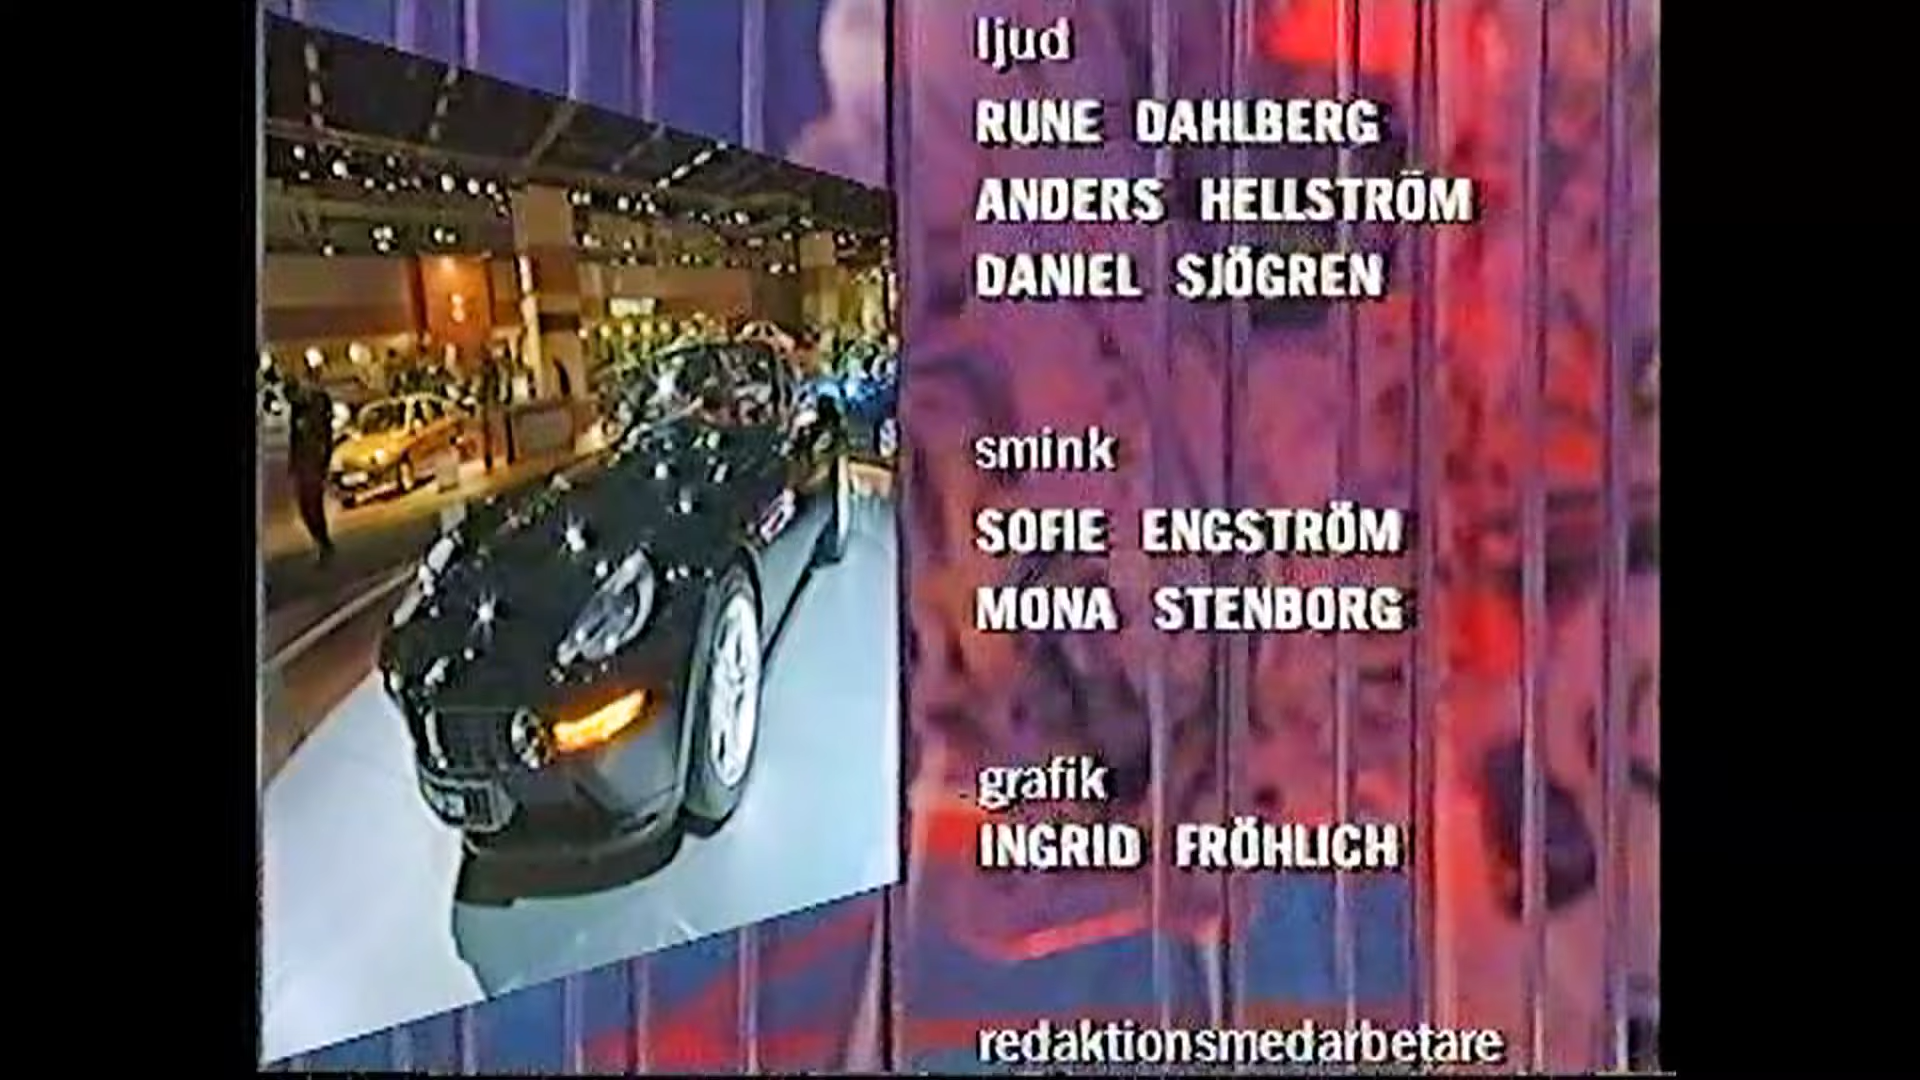 ljud
RUNE DAHLBERG
ANDERS HELLSTRÖM
DANIEL SJÖGREN
smink
SOFIE ENGSTRÖM
MONA STENBORG
grafik
INGRID FRÖHLICH
redaktionsmedarbetare